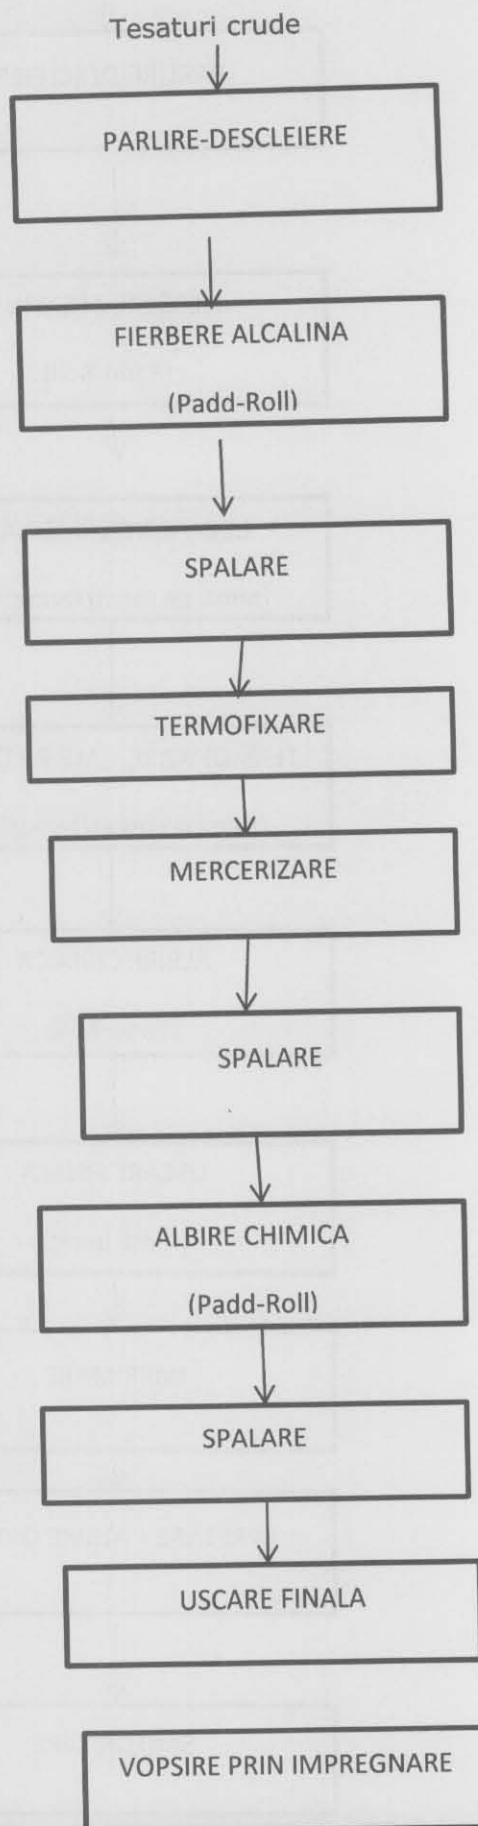 Tesaturi crude
PARLIRE-DESCLEIERE
FIERBERE ALCALINA
(Padd-Roll)
SPALARE
TERMOFIXARE
MERCERIZARE
SPALARE
ALBIRE CHIMICA
(Padd-Roll)
SPALARE
USCARE FINALA
VOPSIRE PRIN IMPREGNARE